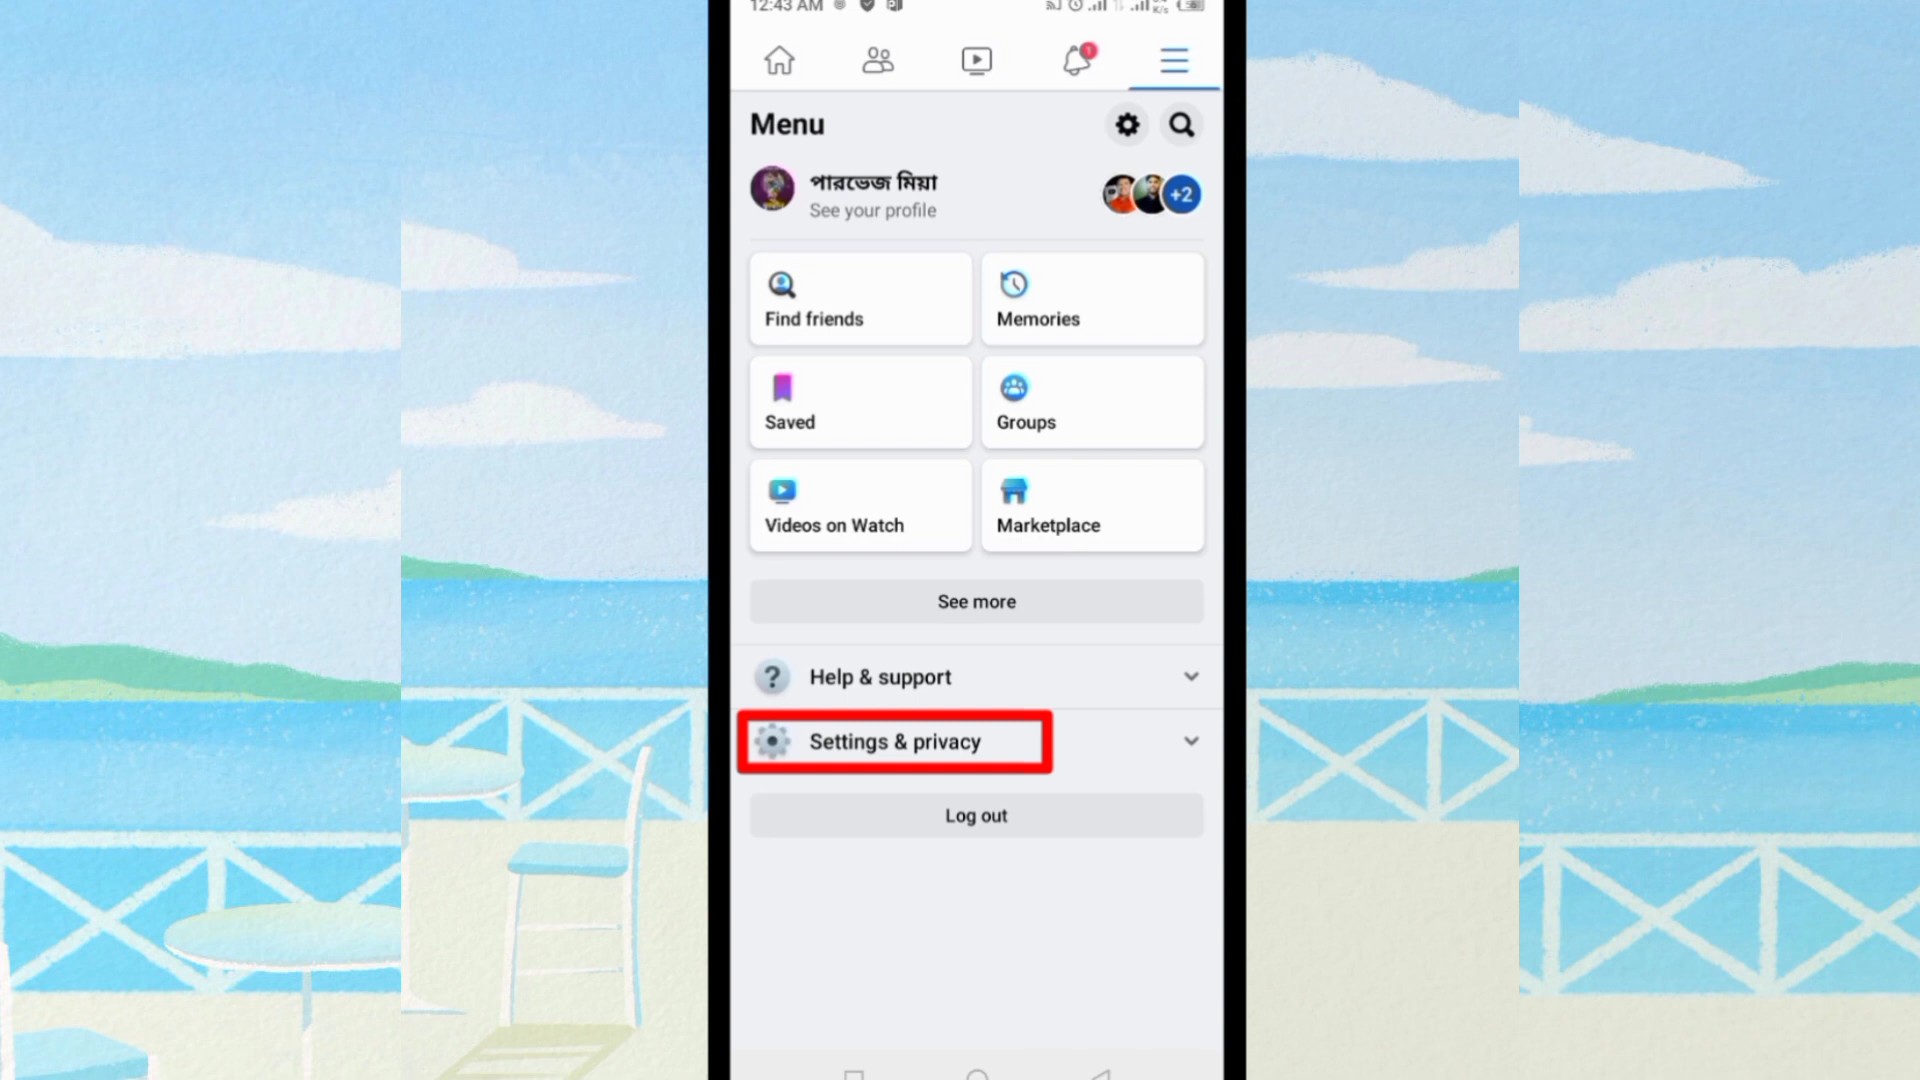 12:43 AM
K/s
1
Menu
পারভেজ মিয়া
See your profile
+2
Find friends
Memories
Saved
Groups
Videos on Watch
Marketplace
See more
Help & support
Settings & privacy
Log out